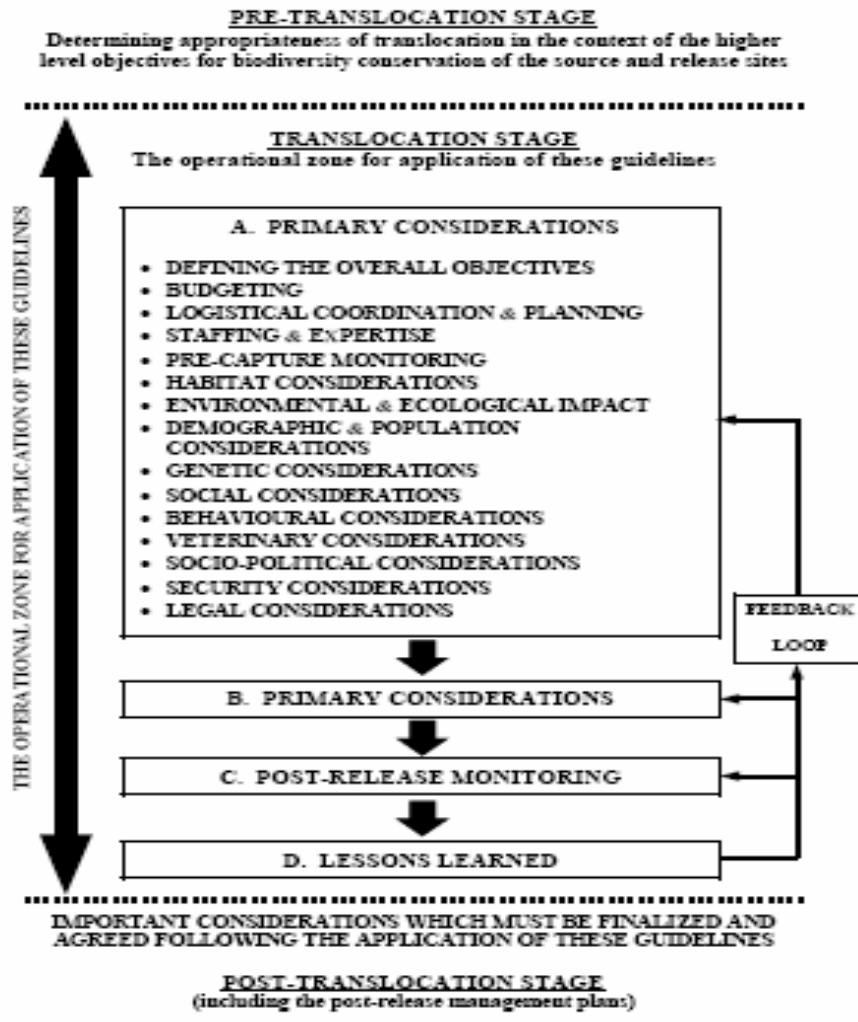 PRE-TRANSLOCATION STAGE
Determining appropriateness of translocation in the context of the higher
level objectives for biodiversity conservation of the source and release sites
TRANSLOCATION STAGE
The operational zone for application of these guidelines
THE OPERATIONAL ZONE FOR APPLICATION OF THESE GUIDELINES
A. PRIMARY CONSIDERATIONS
• DEFINING THE OVERALL OBJECTIVES
• BUDGETING
• LOGISTICAL COORDINATION & PLANNING
• STAFFING & EXPERTISE
• PRE-CAPTURE MONITORING
• HABITAT CONSIDERATIONS
• ENVIRONMENTAL & ECOLOGICAL IMPACT
• DEMOGRAPHIC & POPULATION
CONSIDERATIONS
• GENETIC CONSIDERATIONS
• SOCIAL CONSIDERATIONS
• BEHAVIOURAL CONSIDERATIONS
• VETERINARY CONSIDERATIONS
• SOCIO-POLITICAL CONSIDERATIONS
• SECURITY CONSIDERATIONS
• LEGAL CONSIDERATIONS
FEEDBACK
LOOP
B. PRIMARY CONSIDERATIONS
C. POST-RELEASE MONITORING
D. LESSONS LEARNED
IMPORTANT CONSIDERATIONS WHICH MUST BE FINALIZED AND
AGREED FOLLOWING THE APPLICATION OF THESE GUIDELINES
POST-TRANSLOCATION STAGE
(including the post-release management plans)